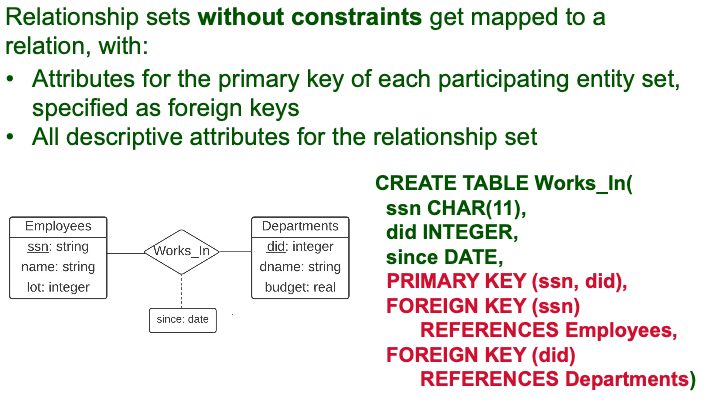 Relationship sets without constraints get mapped to a
relation, with:
• Attributes for the primary key of each participating entity set,
specified as foreign keys
• All descriptive attributes for the relationship set
Employees
ssn: string
name: string
lot: integer
Works_In
since: date
Departments
did: integer
dname: string
budget: real
CREATE TABLE Works_In(
ssn CHAR(11),
did INTEGER,
since DATE,
PRIMARY KEY (ssn, did),
FOREIGN KEY (ssn)
REFERENCES Employees,
FOREIGN KEY (did)
REFERENCES Departments)